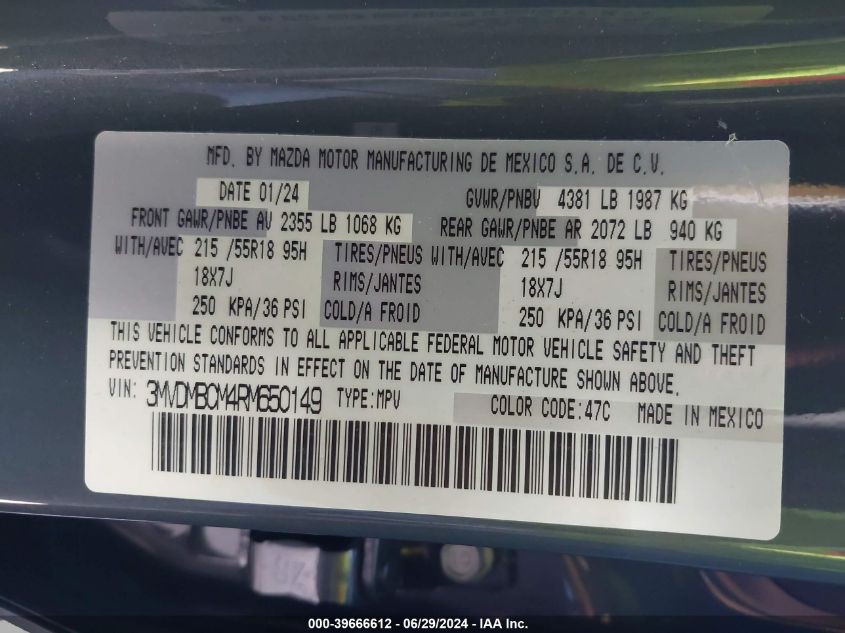 MFD. BY MAZDA MOTOR MANUFACTURING DE MEXICO S.A. DE C.V.
DATE 01/24 GVWR/PNBV 4381 LB 1987 KG
FRONT GAWR/PNBE AV 2355 LB 1068 KG REAR GAWR/PNBE AR 2072 LB 940 KG
WITH/AVEC 215 /55R18 95H TIRES/PNEUS WITH/AVEC 215 /55R18 95H TIRES/PNEUS
18X7J RIMS/JANTES 18X7J RIMS/JANTES
250 KPA/36 PSI COLD/A FROID 250 KPA/36 PSI COLD/A FROID
THIS VEHICLE CONFORMS TO ALL APPLICABLE FEDERAL MOTOR VEHICLE SAFETY AND THEFT
PREVENTION STANDARDS IN EFFECT ON THE DATE OF MANUFACTURE SHOWN ABOVE.
VIN: 3MVDMBCM4RM650149 TYPE:MPV COLOR CODE:47C MADE IN MEXICO
000-39666612 - 06/29/2024 - IAA Inc.